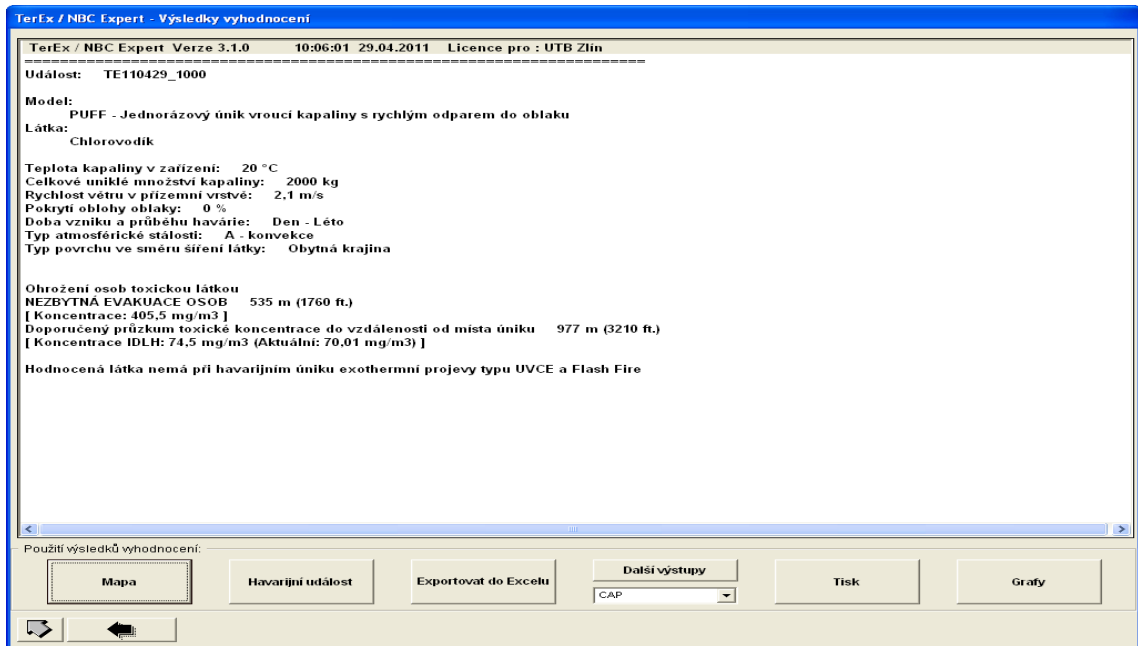 TerEx / NBC Expert - Výsledky vyhodnocení
TerEx / NBC Expert Verze 3.1.0 10:06:01 29.04.2011 Licence pro : UTB Zlín
======================================================================
Událost: TE110429_1000
Model:
PUFF - Jednorázový únik vroucí kapaliny s rychlým odparem do oblaku
Látka:
Chlorovodík
Teplota kapaliny v zařízení: 20 °C
Celkové uniklé množství kapaliny: 2000 kg
Rychlost větru v přízemní vrstvě: 2,1 m/s
Pokrytí oblohy oblaky: 0 %
Doba vzniku a průběhu havárie: Den - Léto
Typ atmosférické stálosti: A - konvekce
Typ povrchu ve směru šíření látky: Obytná krajina
Ohrožení osob toxickou látkou
NEZBYTNÁ EVAKUACE OSOB 535 m (1760 ft.)
[ Koncentrace: 405,5 mg/m3 ]
Doporučený průzkum toxické koncentrace do vzdálenosti od místa úniku 977 m (3210 ft.)
[ Koncentrace IDLH: 74,5 mg/m3 (Aktuální: 70,01 mg/m3) ]
Hodnocená látka nemá při havarijním úniku exothermní projevy typu UVCE a Flash Fire
Použití výsledků vyhodnocení:
Mapa
Havarijní událost
Exportovat do Excelu
Další výstupy
CAP
Tisk
Grafy